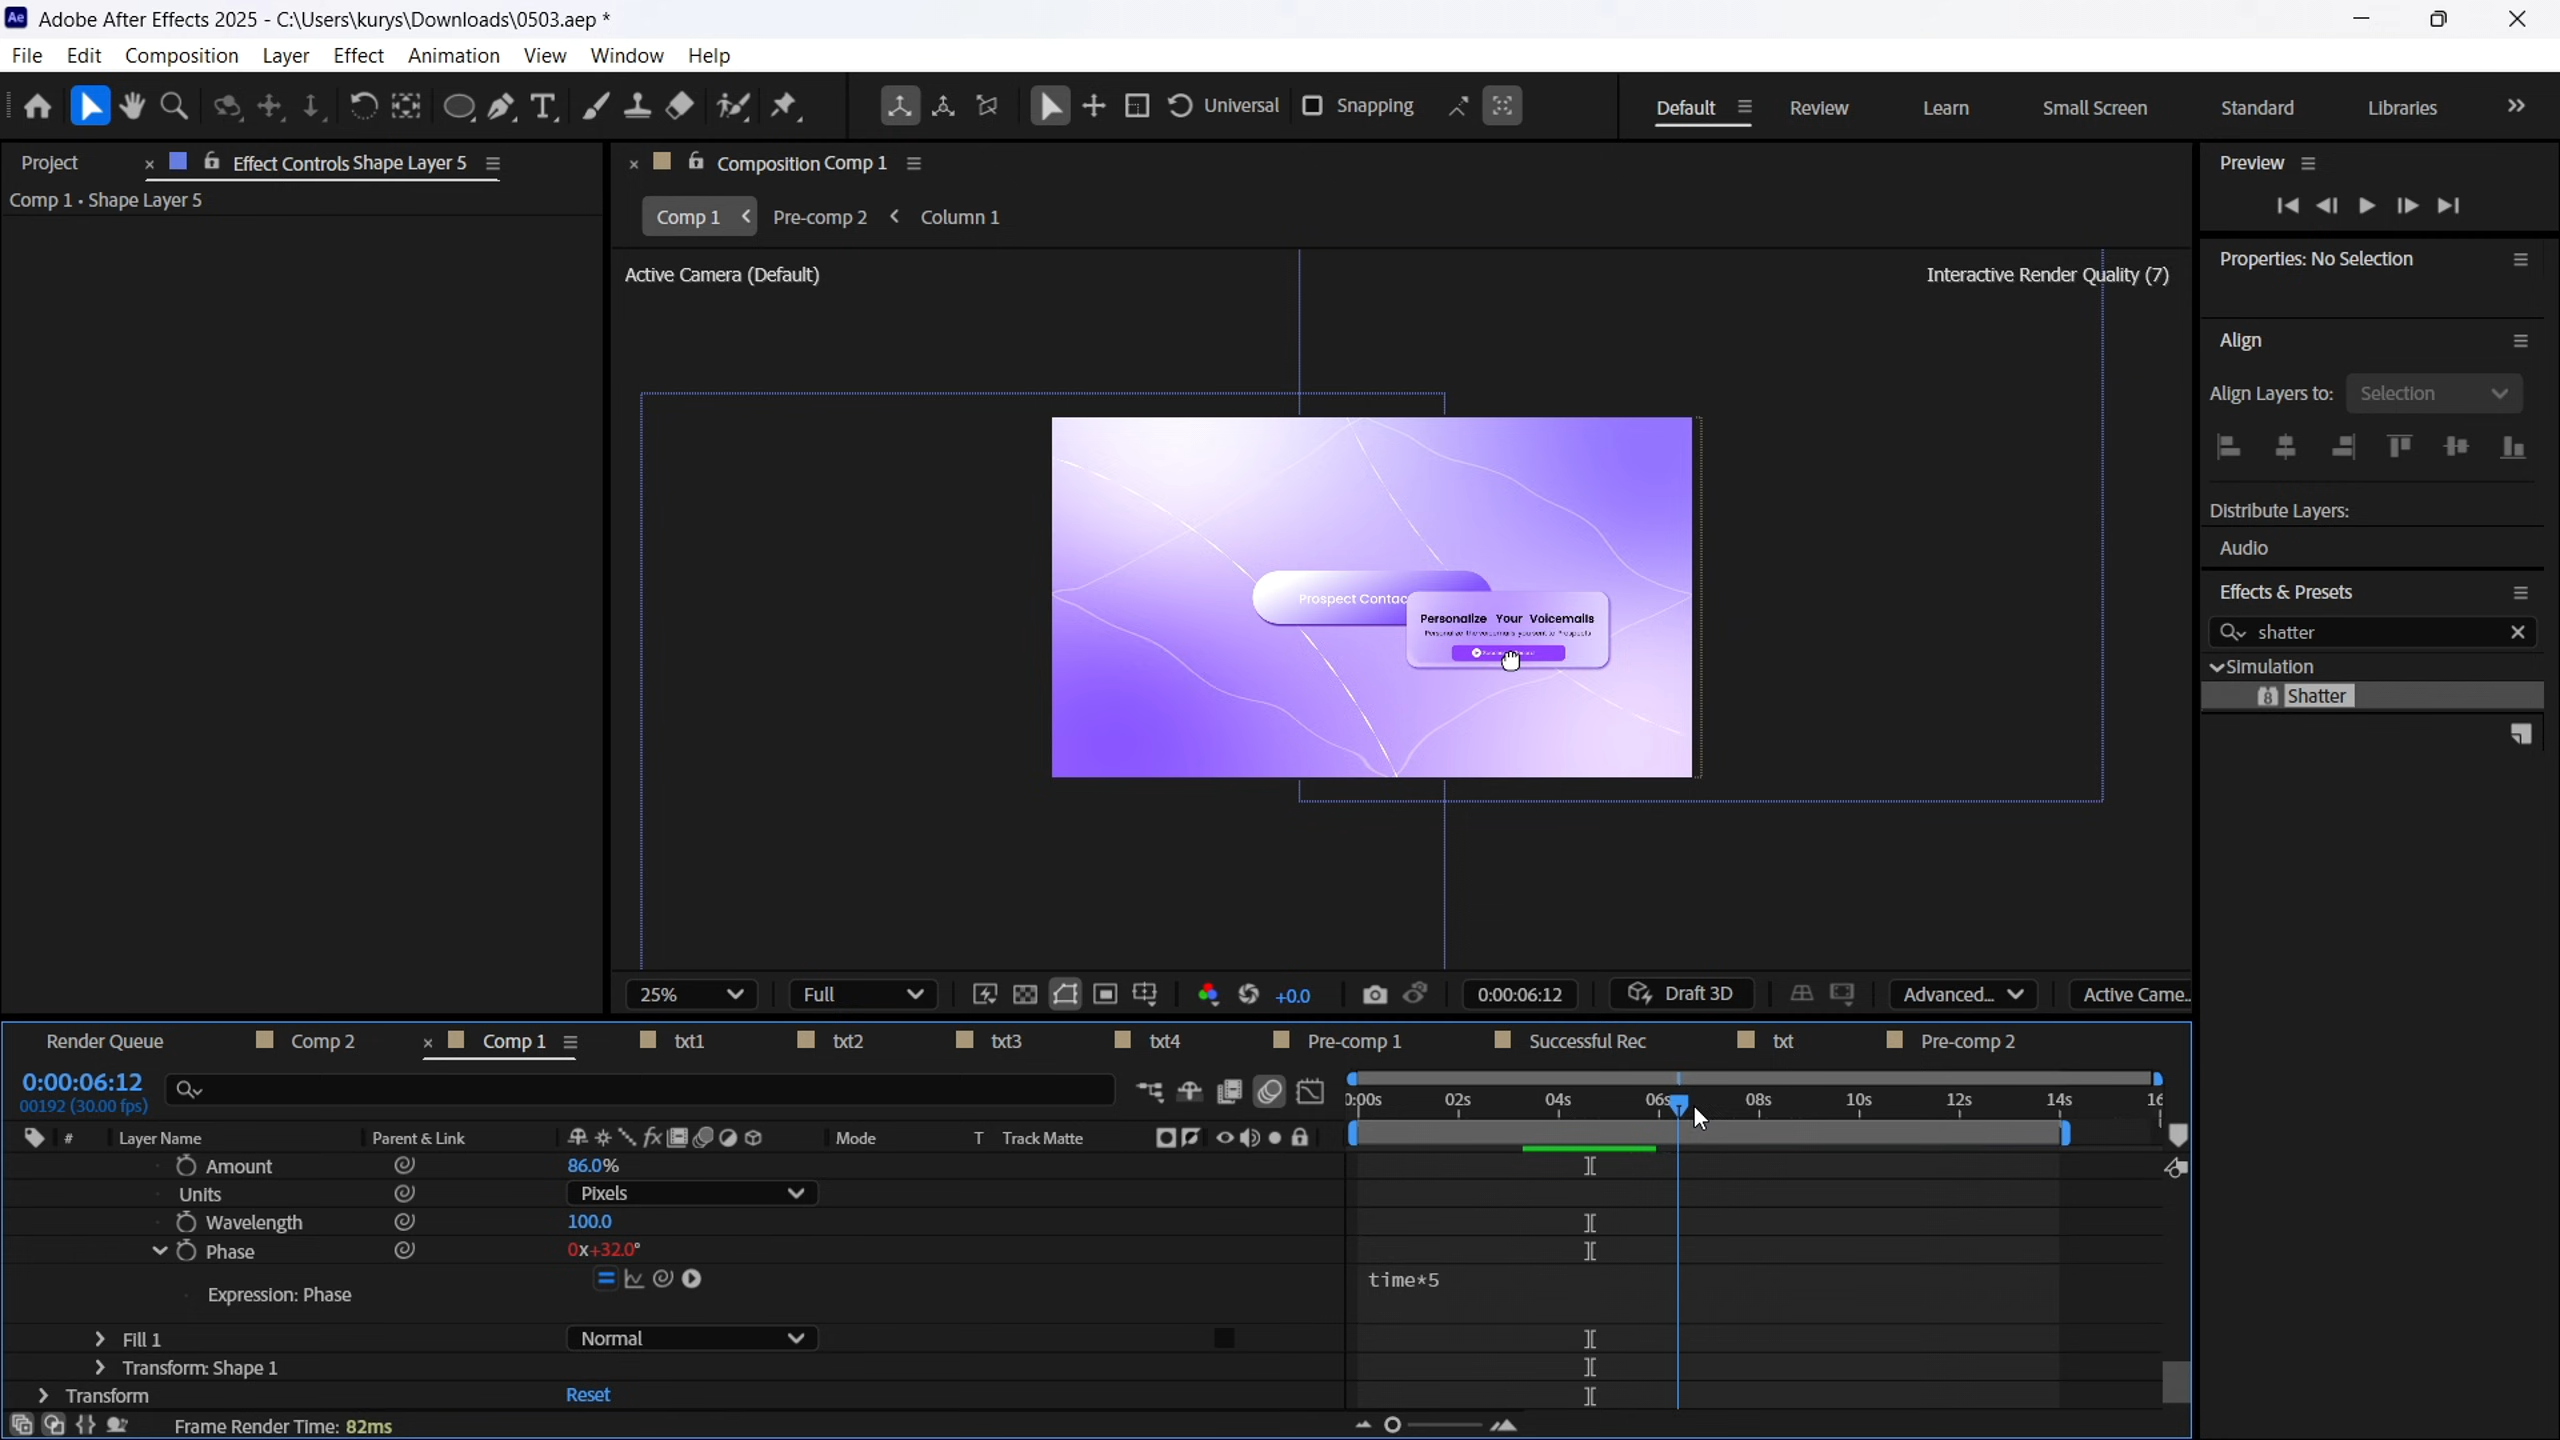 Adobe After Effects 2025 - C:\Users\kurys\Downloads\0503.aep *
File Edit Composition Layer Effect Animation View Window Help
Universal Snapping Default Review Learn Small Screen Standard Libraries
Project Effect Controls Shape Layer 5
Comp 1 • Shape Layer 5
Composition Comp 1
Comp 1 Pre-comp 2 Column 1
Active Camera (Default)
Interactive Render Quality (7)
Prospect Contac
Personalize Your Voicemails
25% Full +0.0 0:00:06:12 Draft 3D Advanced... Active Came..
Preview
Properties: No Selection
Align
Align Layers to: Selection
Distribute Layers:
Audio
Effects & Presets
shatter
Simulation
8 Shatter
Render Queue Comp 2 Comp 1 txt1 txt2 txt3 txt4 Pre-comp 1 Successful Rec txt Pre-comp 2
0:00:06:12
00192 (30.00 fps)
0:00s 02s 04s 06s 08s 10s 12s 14s 16
# Layer Name Parent & Link fx Mode T Track Matte
Amount 86.0%
Units Pixels
Wavelength 100.0
Phase 0x+32.0°
Expression: Phase time*5
Fill 1 Normal
Transform: Shape 1
Transform Reset
Frame Render Time: 82ms